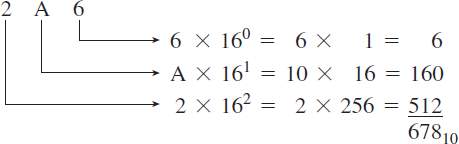 2 A 6
6 × 16⁰ = 6 × 1 = 6
A × 16¹ = 10 × 16 = 160
2 × 16² = 2 × 256 = 512
678₁₀